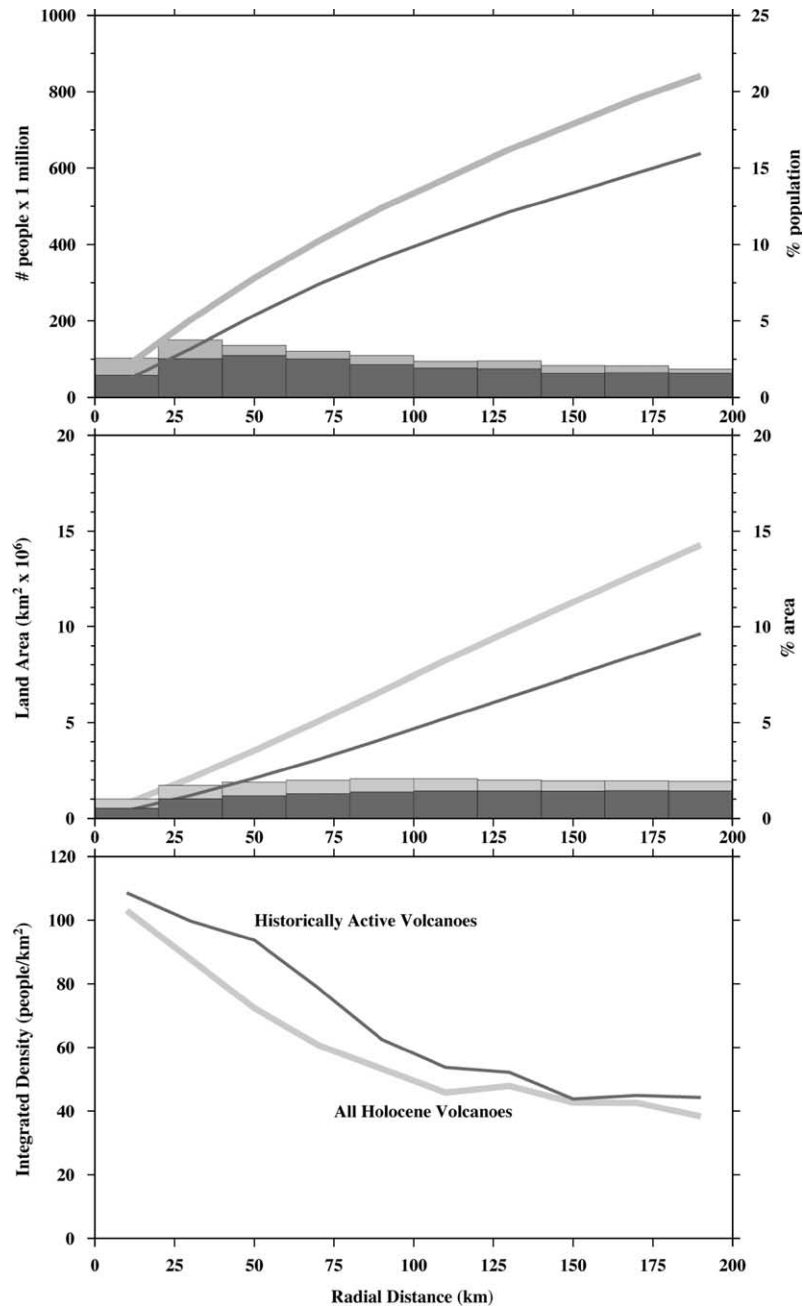 1000
800
600
400
200
0
# people x 1 million
25
20
15
10
5
0
% population
0 25 50 75 100 125 150 175 200
20
15
10
5
0
Land Area (km² x 10⁶)
20
15
10
5
0
% area
0 25 50 75 100 125 150 175 200
120
100
80
60
40
20
0
Integrated Density (people/km²)
Historically Active Volcanoes
All Holocene Volcanoes
0 25 50 75 100 125 150 175 200
Radial Distance (km)